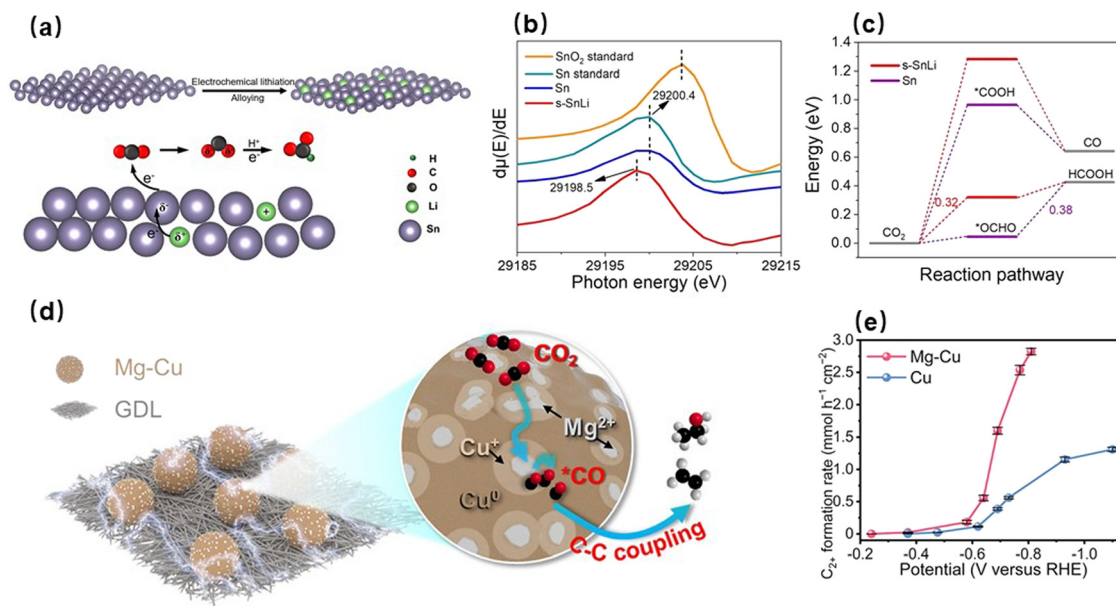 (a)
Electrochemical lithiation
Alloying
H⁺
e⁻
δ⁻ δ⁻
e⁻
δ⁻
+
e⁻
δ⁺
H
C
O
Li
Sn
(b)
SnO₂ standard
Sn standard
Sn
s-SnLi
29200.4
29198.5
dμ(E)/dE
29185 29195 29205 29215
Photon energy (eV)
(c)
s-SnLi
Sn
*COOH
CO
HCOOH
0.32
0.38
*OCHO
CO₂
1.4
1.2
1.0
0.8
0.6
0.4
0.2
0.0
Energy (eV)
Reaction pathway
(d)
Mg-Cu
GDL
CO₂
Mg²⁺
Cu⁺
*CO
Cu⁰
C-C coupling
(e)
Mg-Cu
Cu
3.0
2.5
2.0
1.5
1.0
0.5
0
C₂₊ formation rate (mmol h⁻¹ cm⁻²)
-0.2 -0.4 -0.6 -0.8 -1.0
Potential (V versus RHE)